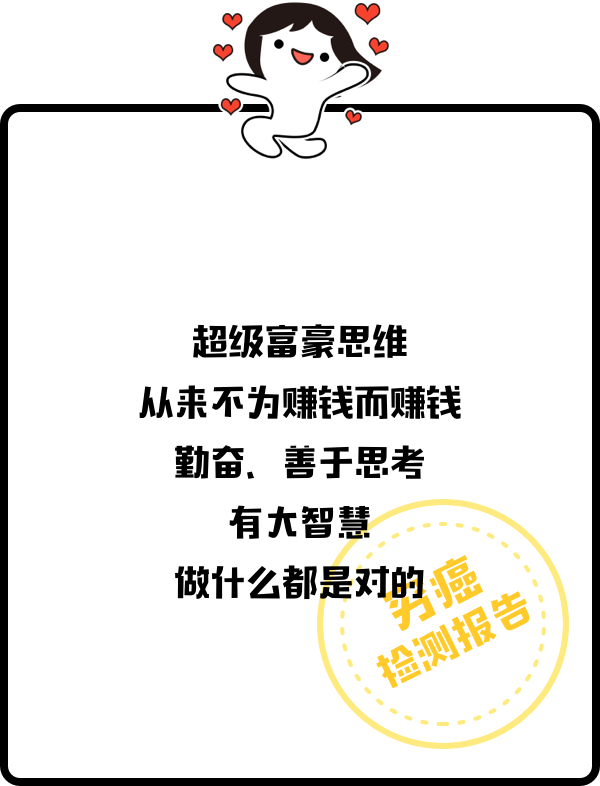 超级富豪思维
从来不为赚钱而赚钱
勤奋、善于思考
有大智慧
做什么都是对的
穷癌
检测报告